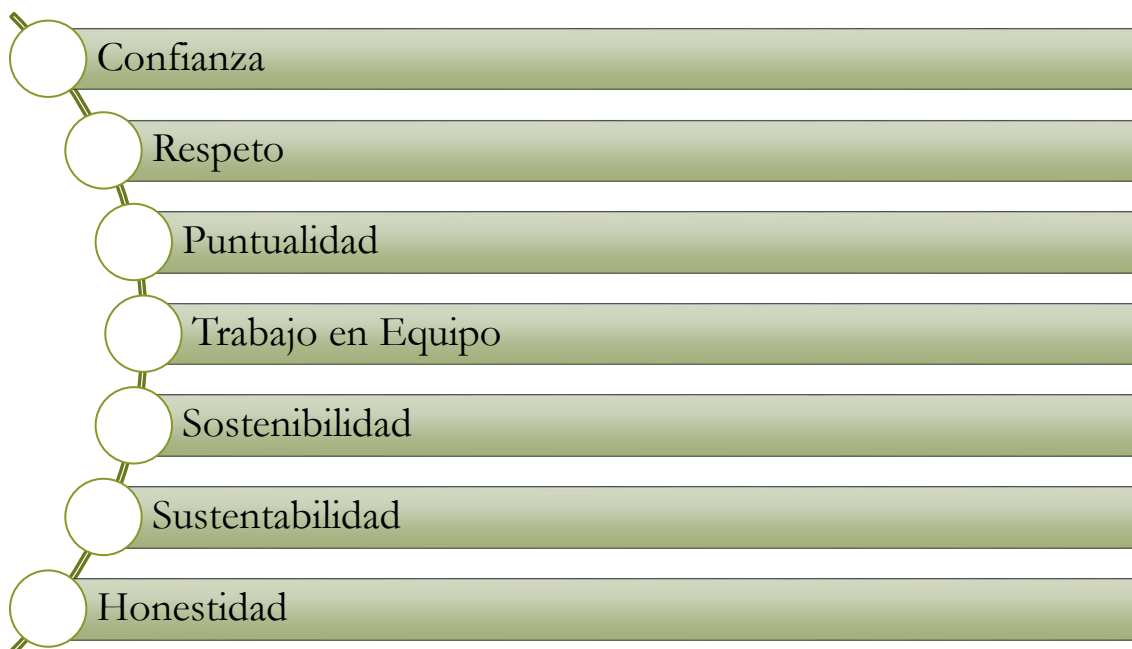 Confianza
Respeto
Puntualidad
Trabajo en Equipo
Sostenibilidad
Sustentabilidad
Honestidad